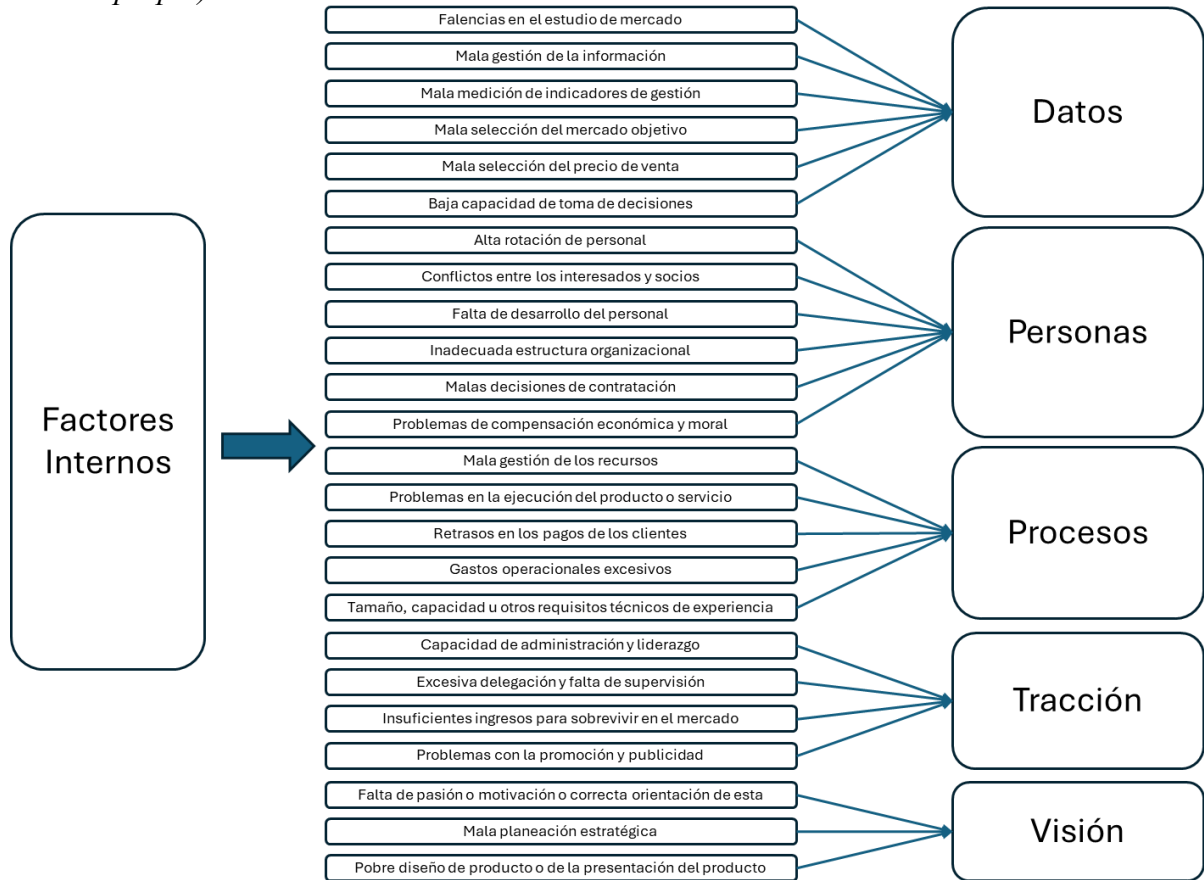 Falencias en el estudio de mercado
Mala gestión de la información
Mala medición de indicadores de gestión
Mala selección del mercado objetivo
Mala selección del precio de venta
Baja capacidad de toma de decisiones
Datos
Alta rotación de personal
Conflictos entre los interesados y socios
Falta de desarrollo del personal
Inadecuada estructura organizacional
Malas decisiones de contratación
Problemas de compensación económica y moral
Personas
Factores
Internos
Mala gestión de los recursos
Problemas en la ejecución del producto o servicio
Retrasos en los pagos de los clientes
Gastos operacionales excesivos
Tamaño, capacidad u otros requisitos técnicos de experiencia
Procesos
Capacidad de administración y liderazgo
Excesiva delegación y falta de supervisión
Insuficientes ingresos para sobrevivir en el mercado
Problemas con la promoción y publicidad
Tracción
Falta de pasión o motivación o correcta orientación de esta
Mala planeación estratégica
Pobre diseño de producto o de la presentación del producto
Visión